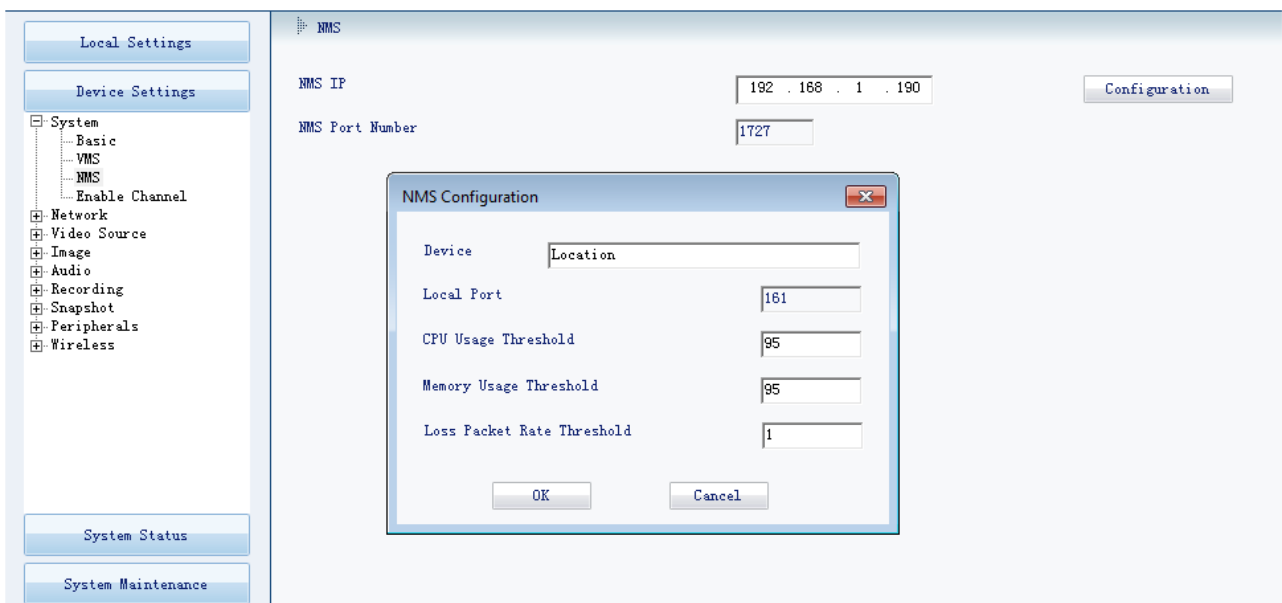 Local Settings
Device Settings
System
Basic
VMS
NMS
Enable Channel
Network
Video Source
Image
Audio
Recording
Snapshot
Peripherals
Wireless
System Status
System Maintenance
NMS
NMS IP
192 . 168 . 1 . 190
Configuration
NMS Port Number
1727
NMS Configuration
Device
Location
Local Port
161
CPU Usage Threshold
95
Memory Usage Threshold
95
Loss Packet Rate Threshold
1
OK
Cancel